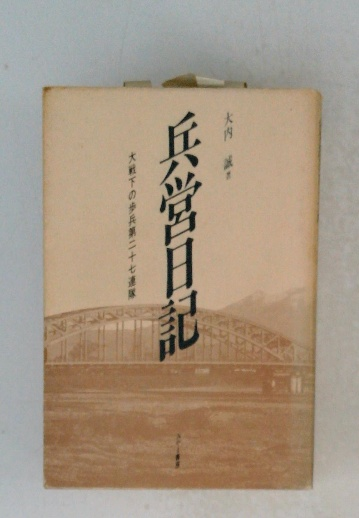 大内 誠 著
兵営日記
大戦下の歩兵第二十七連隊